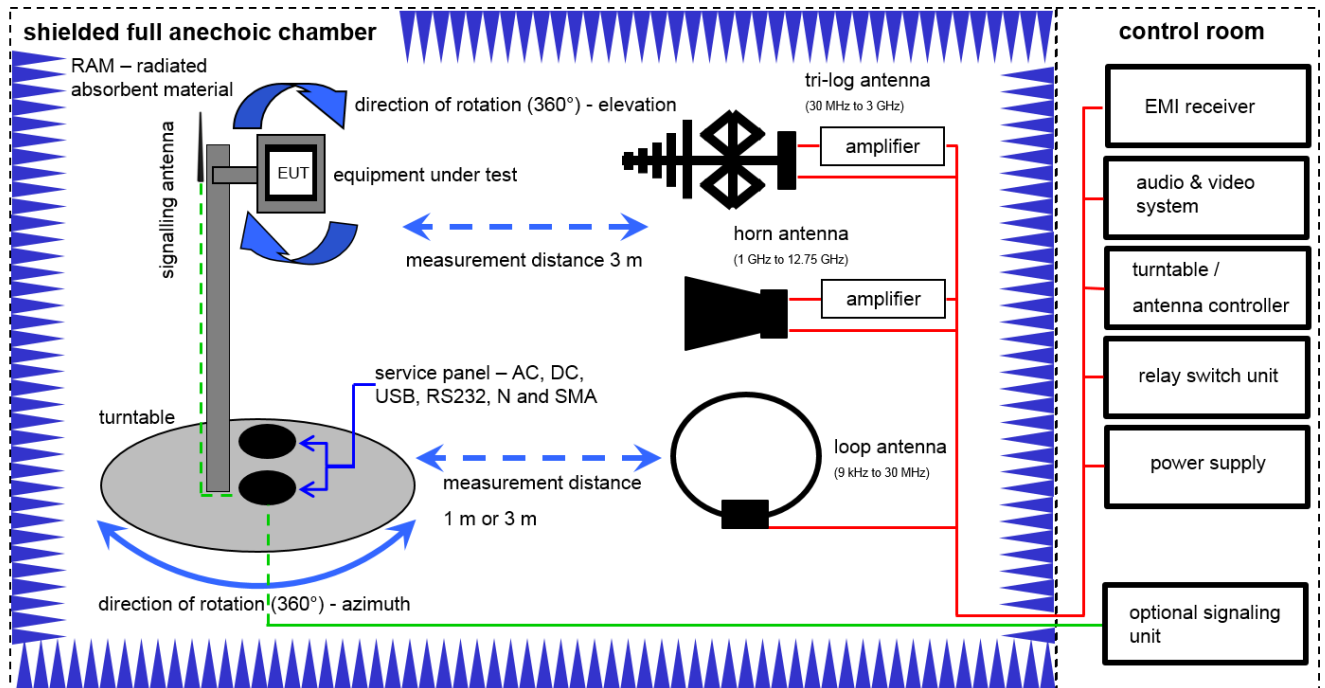 shielded full anechoic chamber
control room
RAM – radiated
absorbent material
direction of rotation (360°) - elevation
signalling antenna
EUT
equipment under test
tri-log antenna
(30 MHz to 3 GHz)
amplifier
measurement distance 3 m
horn antenna
(1 GHz to 12.75 GHz)
amplifier
service panel – AC, DC,
USB, RS232, N and SMA
turntable
loop antenna
(9 kHz to 30 MHz)
measurement distance
1 m or 3 m
direction of rotation (360°) - azimuth
EMI receiver
audio & video
system
turntable /
antenna controller
relay switch unit
power supply
optional signaling
unit